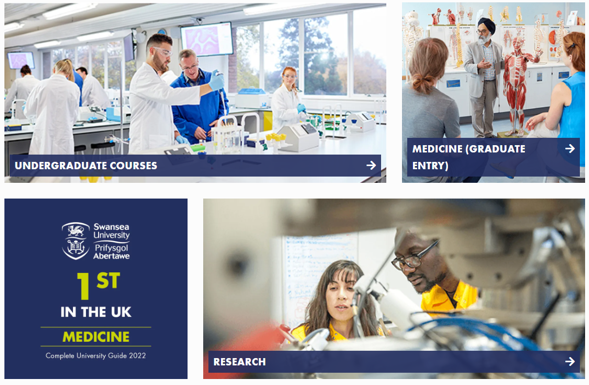 UNDERGRADUATE COURSES
MEDICINE (GRADUATE
ENTRY)
Swansea
University
Prifysgol
Abertawe
1ST
IN THE UK
MEDICINE
Complete University Guide 2022
RESEARCH